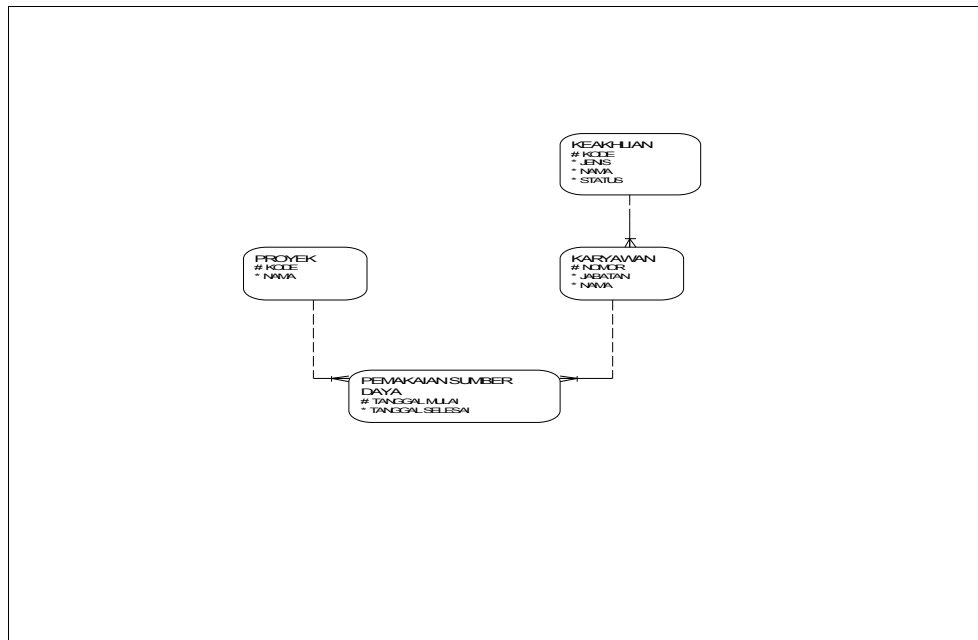 KEAKHLIAN
# KODE
* JENIS
* NAMA
* STATUS
PROYEK
# KODE
* NAMA
KARYAWAN
# NOMOR
* JABATAN
* NAMA
PEMAKAIAN SUMBER
DAYA
# TANGGAL MULAI
* TANGGAL SELESAI